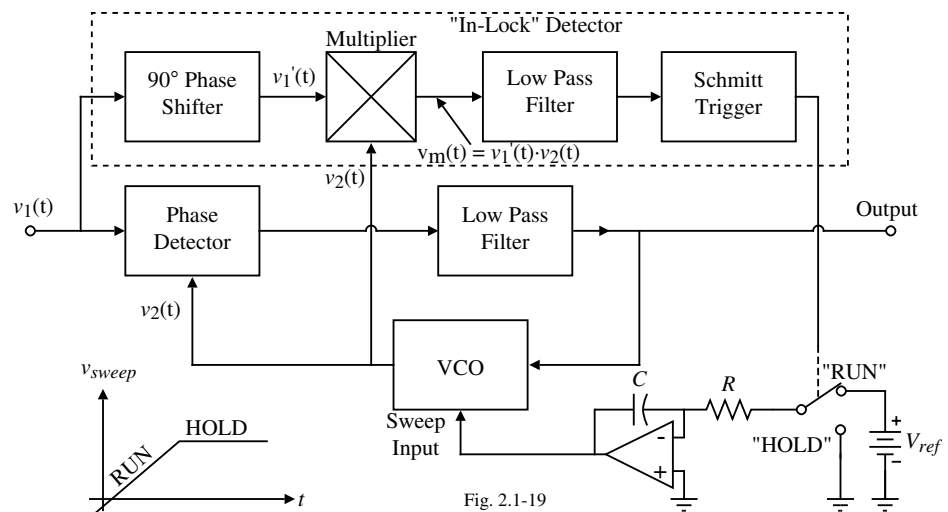 "In-Lock" Detector
Multiplier
90° Phase
Shifter
v1'(t)
Low Pass
Filter
Schmitt
Trigger
vm(t) = v1'(t)·v2(t)
v2(t)
v1(t)
Phase
Detector
Low Pass
Filter
Output
v2(t)
VCO
Sweep
Input
C
R
"RUN"
"HOLD"
+
-
Vref
-
+
vsweep
HOLD
RUN
t
Fig. 2.1-19